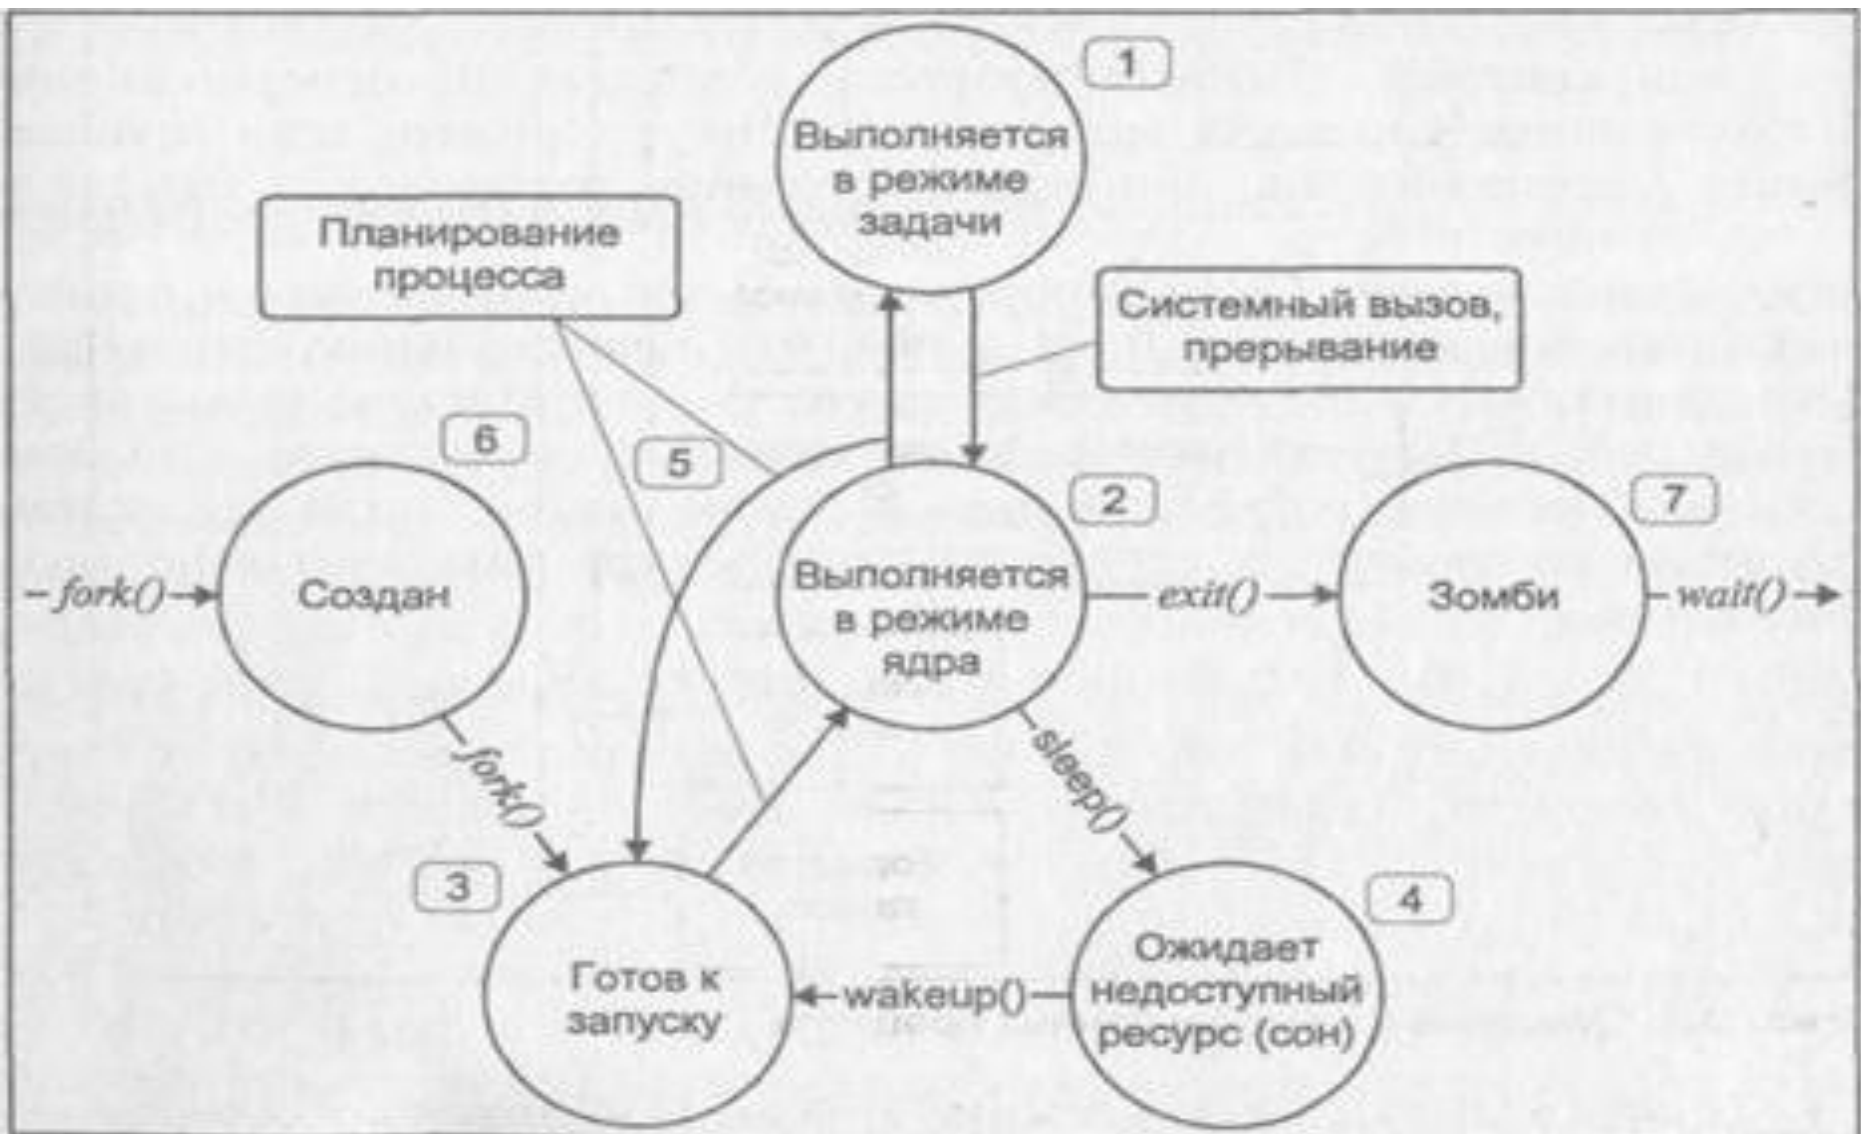 1
Выполняется
в режиме
задачи
Планирование
процесса
Системный вызов,
прерывание
6
5
2
7
fork()
Создан
Выполняется
в режиме
ядра
exit()
Зомби
wait()
fork()
sleep()
3
4
Готов к
запуску
wakeup()
Ожидает
недоступный
ресурс (сон)